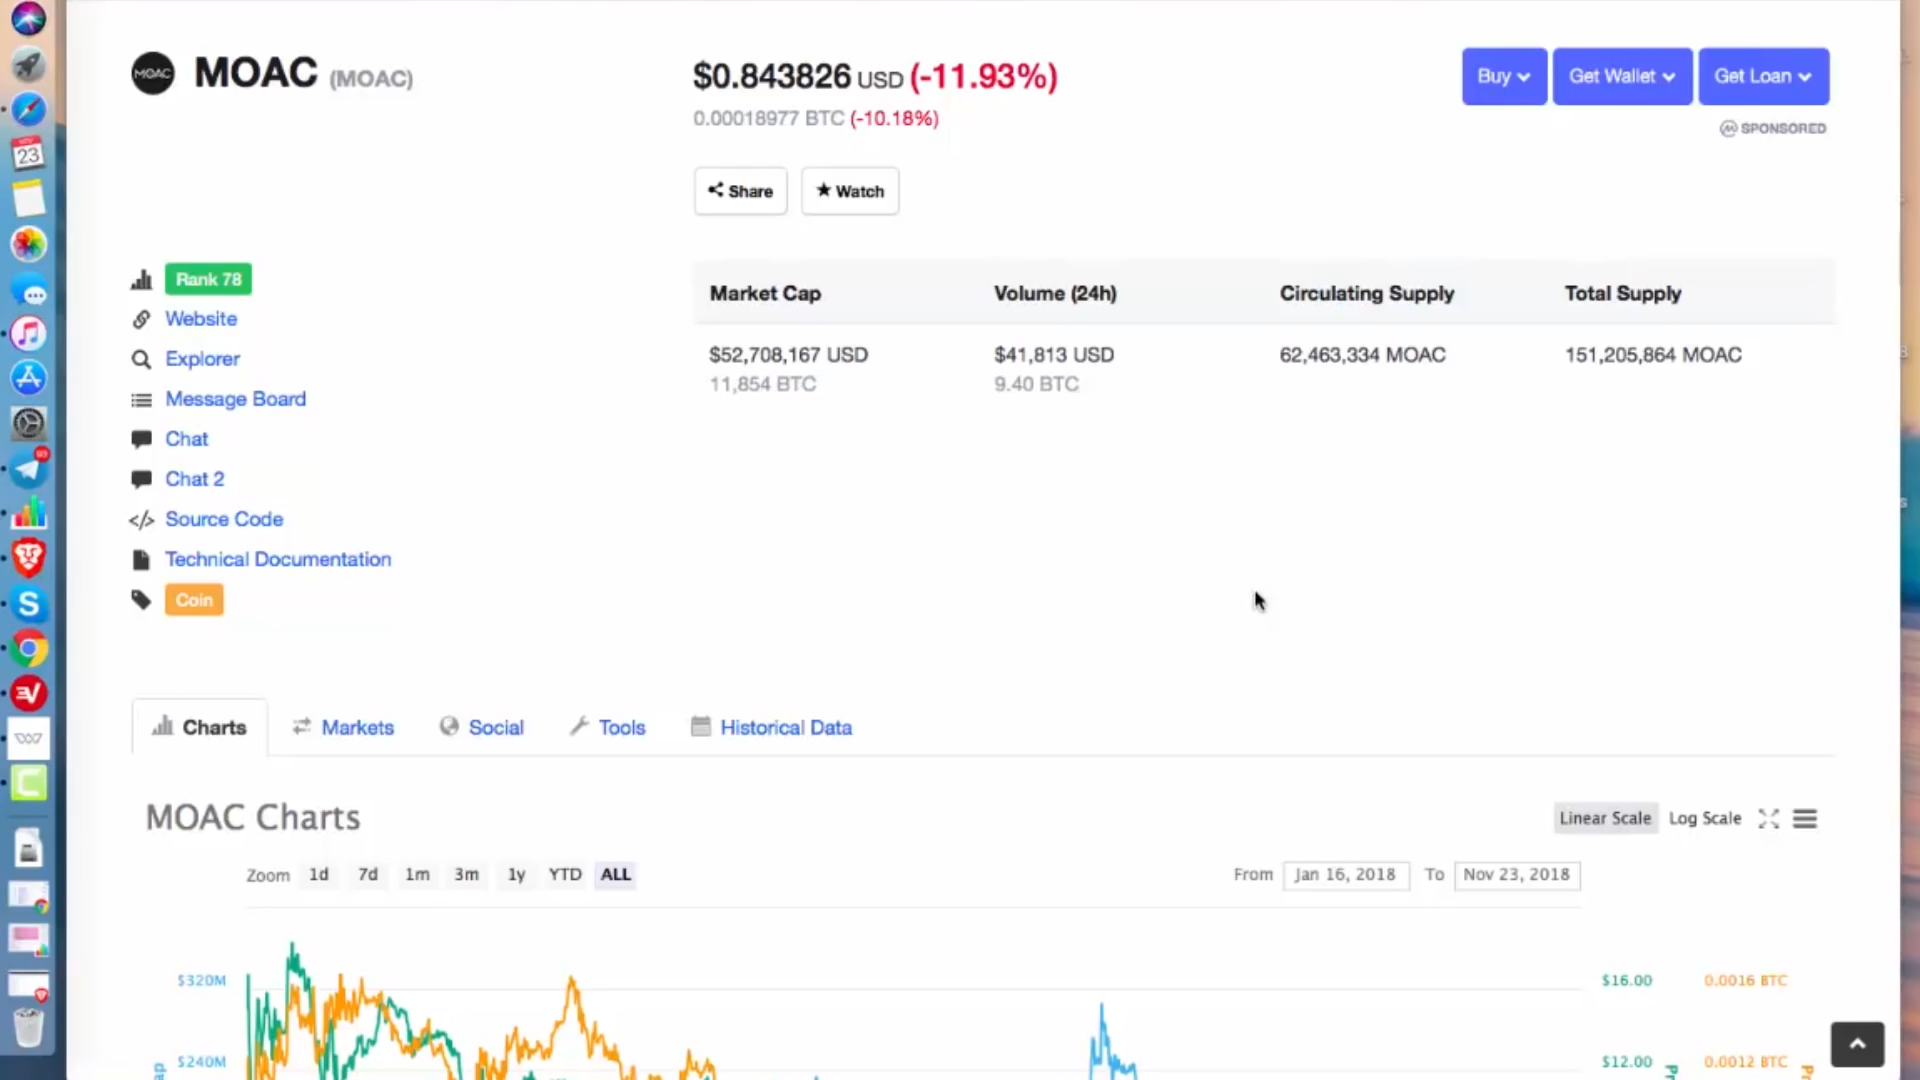 MOAC MOAC (MOAC)
$0.843826 USD (-11.93%)
0.00018977 BTC (-10.18%)
Buy Get Wallet Get Loan
SPONSORED
Share Watch
Rank 78
Website
Explorer
Message Board
Chat
Chat 2
Source Code
Technical Documentation
Coin
Market Cap Volume (24h) Circulating Supply Total Supply
$52,708,167 USD $41,813 USD 62,463,334 MOAC 151,205,864 MOAC
11,854 BTC 9.40 BTC
Charts Markets Social Tools Historical Data
MOAC Charts
Linear Scale Log Scale
Zoom 1d 7d 1m 3m 1y YTD ALL
From Jan 16, 2018 To Nov 23, 2018
$320M $16.00 0.0016 BTC
$240M $12.00 0.0012 BTC
23